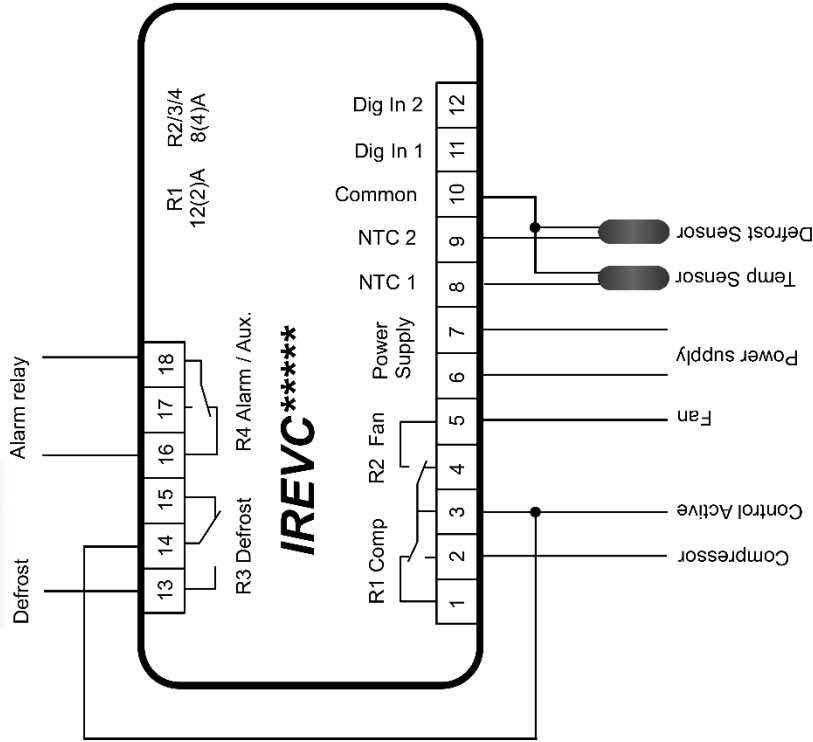 R1
12(2)A
R2/3/4
8(4)A
Dig In 2
12
Dig In 1
11
Common
10
NTC 2
9
Defrost Sensor
NTC 1
8
Temp Sensor
Power
Supply
7
6
Power supply
R2 Fan
5
Fan
4
3
Control Active
R1 Comp
2
Compressor
1
IREVC*****
Alarm relay
18
17
16
R4 Alarm / Aux.
15
14
13
R3 Defrost
Defrost